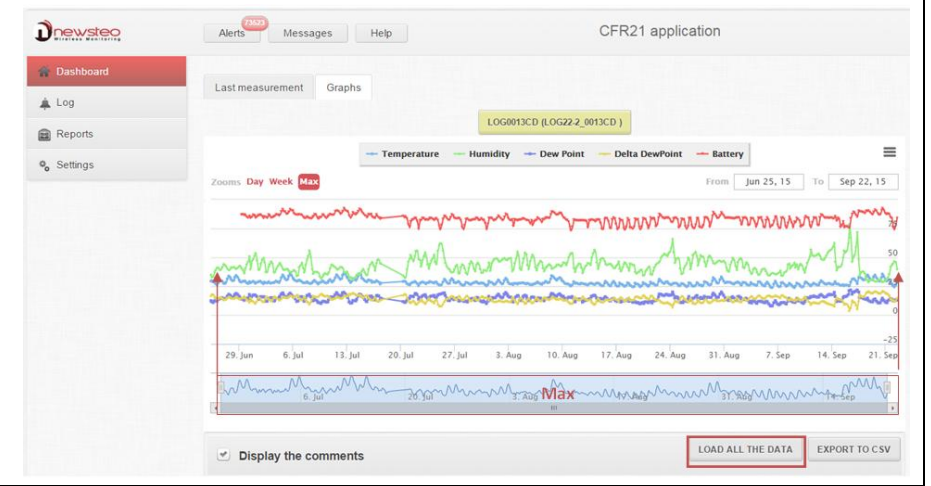 newsteo
Wireless Monitoring
Alerts
73523
Messages
Help
CFR21 application
Dashboard
Log
Reports
Settings
Last measurement
Graphs
LOG0013CD (LOG22-2_0013CD )
Temperature
Humidity
Dew Point
Delta DewPoint
Battery
Zooms Day Week Max
From Jun 25, 15 To Sep 22, 15
50
0
-25
29. Jun
6. Jul
13. Jul
20. Jul
27. Jul
3. Aug
10. Aug
17. Aug
24. Aug
31. Aug
7. Sep
14. Sep
21. Sep
6. Jul
20. Jul
3. Aug
Max
17. Aug
31. Aug
14. Sep
Display the comments
LOAD ALL THE DATA
EXPORT TO CSV